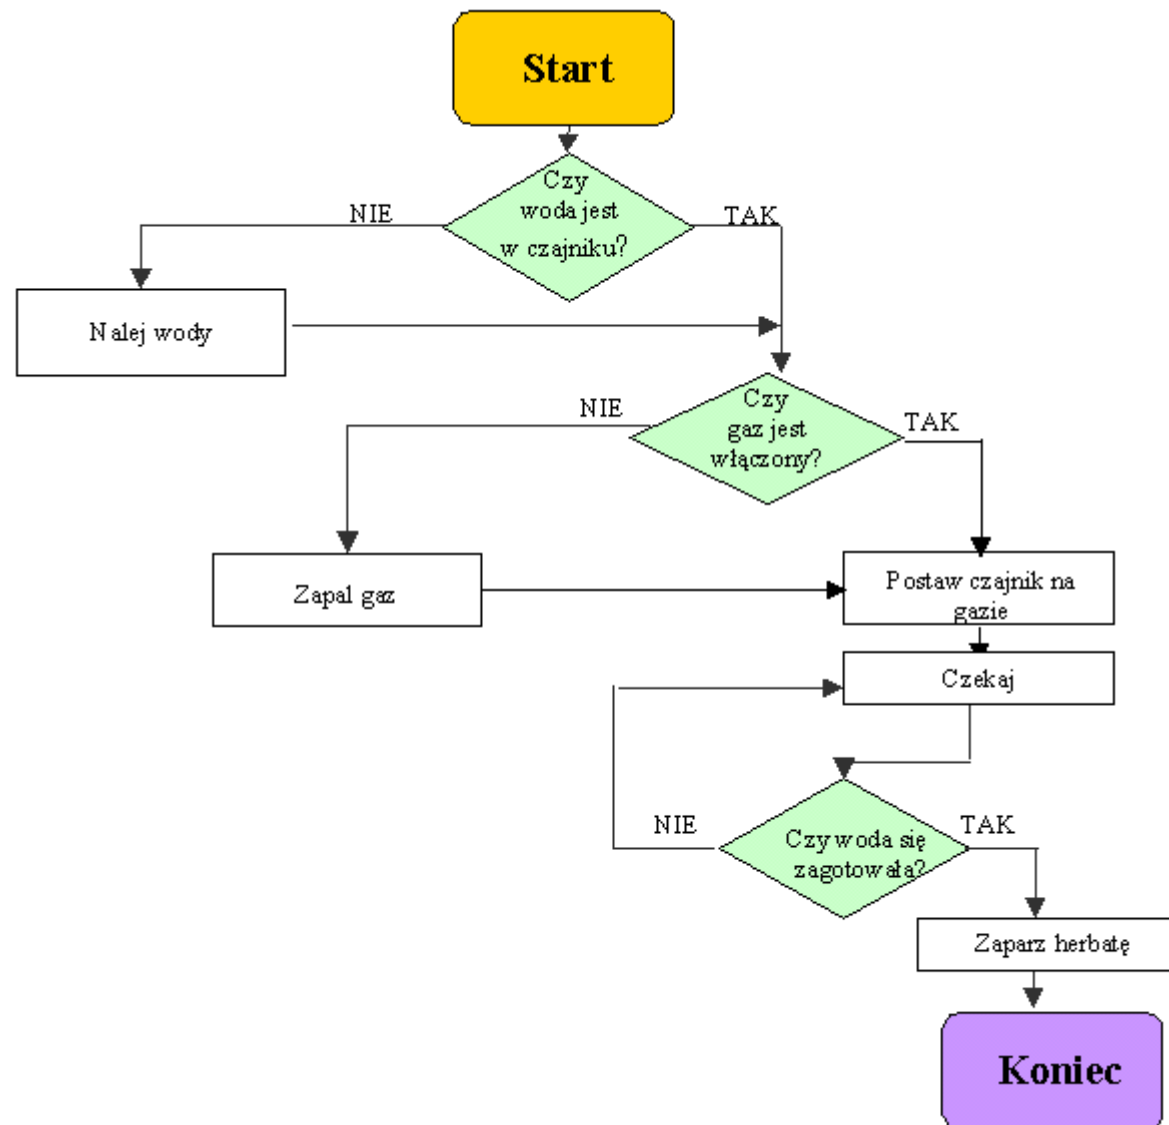 Start
Czy
woda jest
w czajniku?
NIE
TAK
Nalej wody
Czy
gaz jest
włączony?
NIE
TAK
Zapal gaz
Postaw czajnik na
gazie
Czekaj
Czy woda się
zagotowała?
NIE
TAK
Zaparz herbatę
Koniec